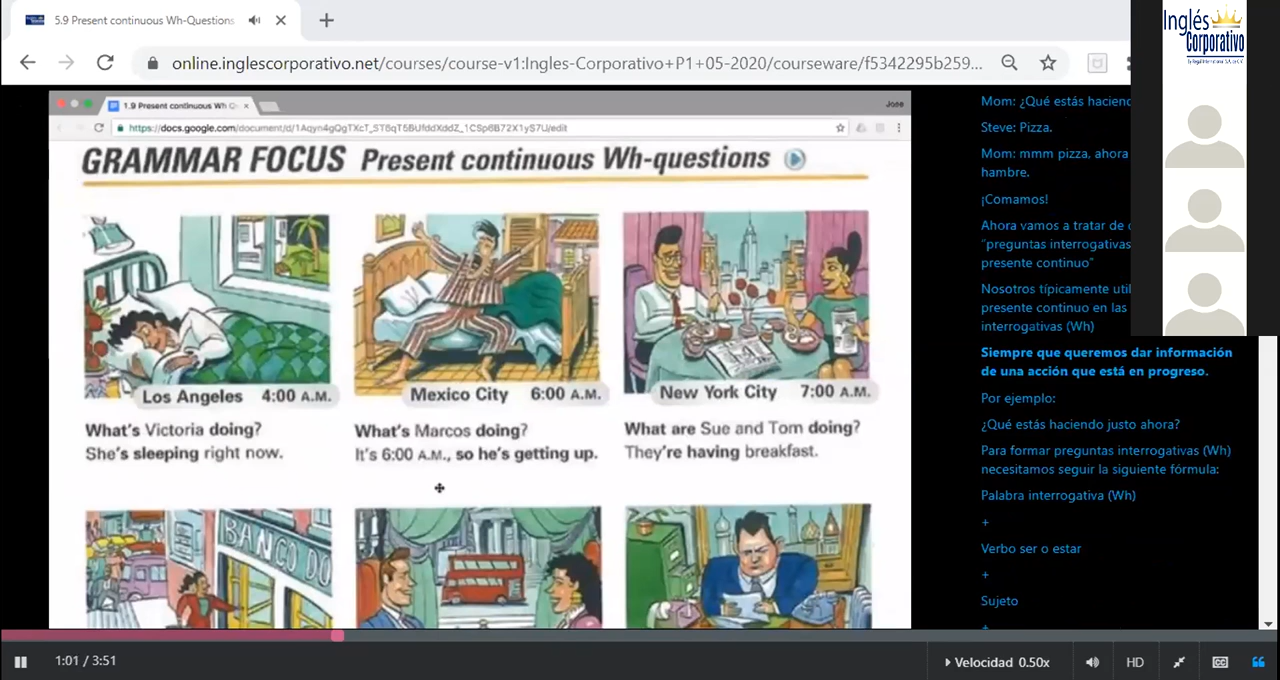 5.9 Present continuous Wh-Questions
online.inglescorporativo.net/courses/course-v1:Ingles-Corporativo+P1+05-2020/courseware/f5342295b259...
Inglés
Corporativo
1.9 Present continuous Wh Q
Jose
https://docs.google.com/document/d/
GRAMMAR FOCUS Present continuous Wh-questions
Los Angeles 4:00 A.M.
Mexico City 6:00 A.M.
New York City 7:00 A.M.
What's Victoria doing?
She's sleeping right now.
What's Marcos doing?
It's 6:00 A.M., so he's getting up.
What are Sue and Tom doing?
They're having breakfast.
BANCO DO
Mom: ¿Qué estás haciend
Steve: Pizza.
Mom: mmm pizza, ahora
hambre.
¡Comamos!
Ahora vamos a tratar de
"preguntas interrogativas
presente continuo"
Nosotros típicamente util
presente continuo en las
interrogativas (Wh)
Siempre que queremos dar información
de una acción que está en progreso.
Por ejemplo:
¿Qué estás haciendo justo ahora?
Para formar preguntas interrogativas (Wh)
necesitamos seguir la siguiente fórmula:
Palabra interrogativa (Wh)
+
Verbo ser o estar
+
Sujeto
+
1:01 / 3:51
Velocidad 0.50x
HD
CC